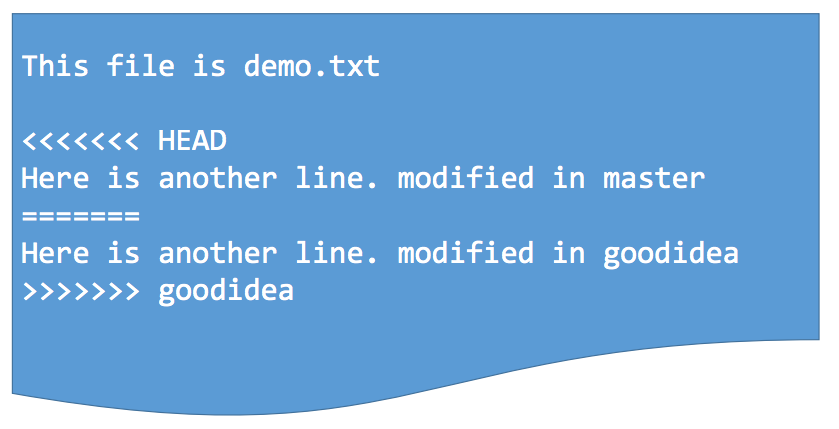 This file is demo.txt
<<<<<<< HEAD
Here is another line. modified in master
=======
Here is another line. modified in goodidea
>>>>>>> goodidea